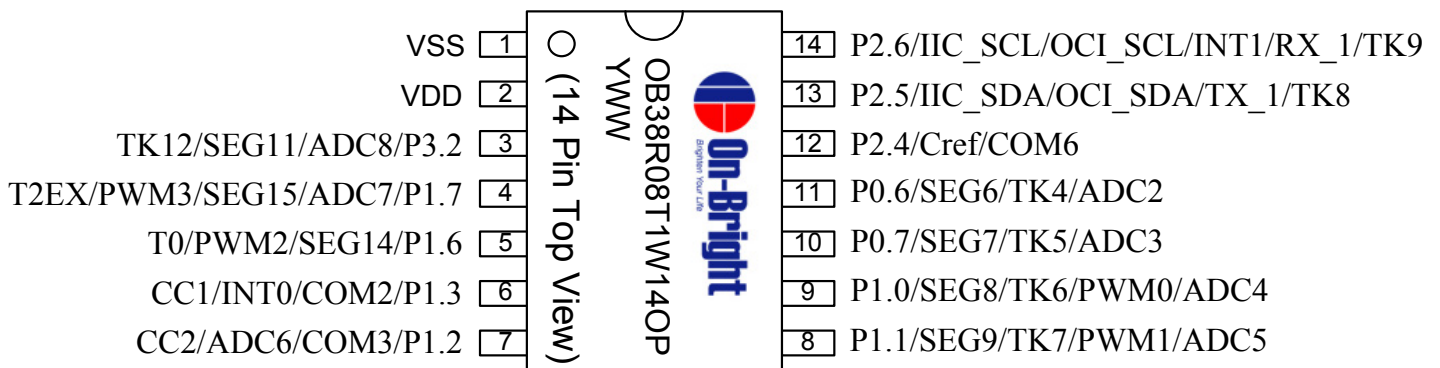 VSS 1
VDD 2
TK12/SEG11/ADC8/P3.2 3
T2EX/PWM3/SEG15/ADC7/P1.7 4
T0/PWM2/SEG14/P1.6 5
CC1/INT0/COM2/P1.3 6
CC2/ADC6/COM3/P1.2 7
(14 Pin Top View)
YWW
OB38R08T1W14OP
On-Bright
Brighten Your Life
14 P2.6/IIC_SCL/OCI_SCL/INT1/RX_1/TK9
13 P2.5/IIC_SDA/OCI_SDA/TX_1/TK8
12 P2.4/Cref/COM6
11 P0.6/SEG6/TK4/ADC2
10 P0.7/SEG7/TK5/ADC3
9 P1.0/SEG8/TK6/PWM0/ADC4
8 P1.1/SEG9/TK7/PWM1/ADC5